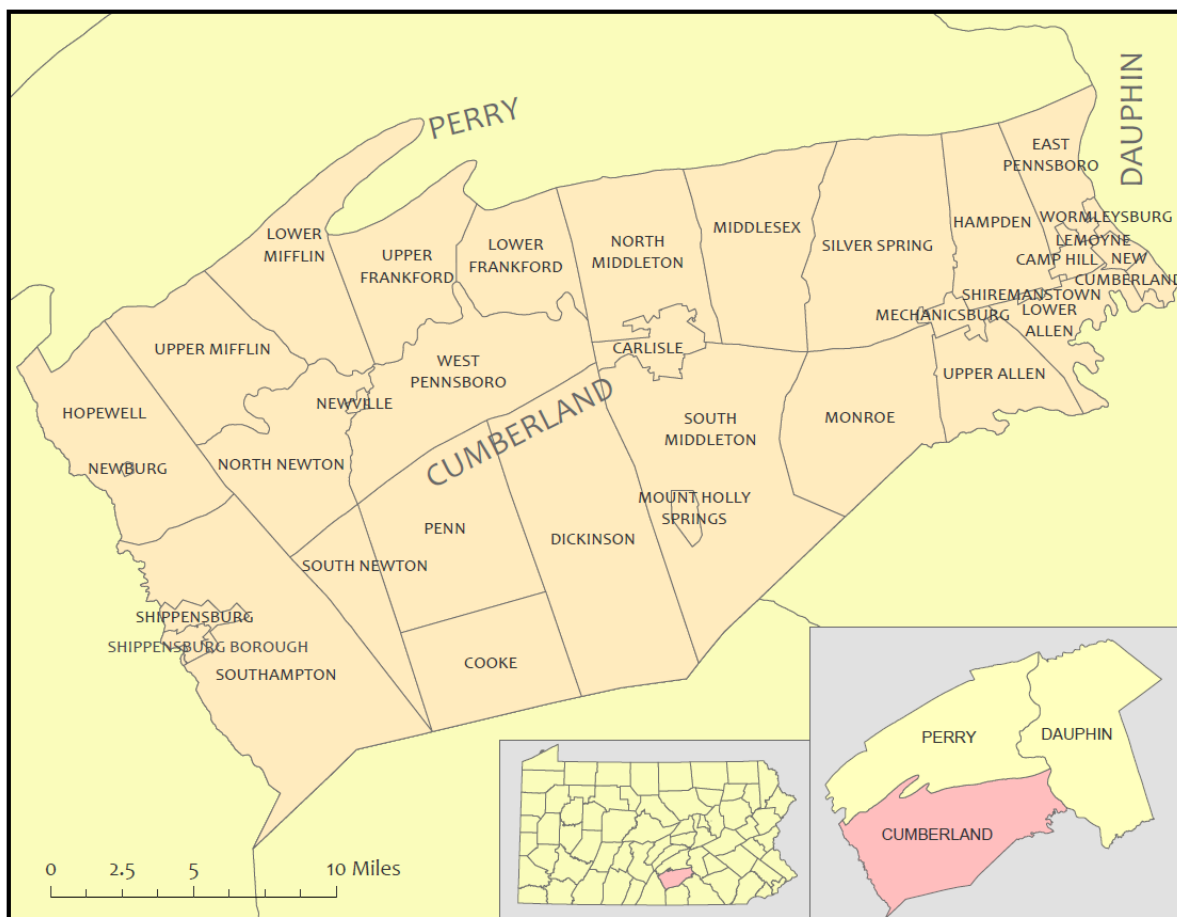 PERRY
DAUPHIN
EAST
PENNSBORO
WORMLEYSBURG
HAMPDEN
LEMOYNE
CAMP HILL
NEW
CUMBERLAND
MIDDLESEX
SILVER SPRING
LOWER
MIFFLIN
UPPER
FRANKFORD
LOWER
FRANKFORD
NORTH
MIDDLETON
SHIREMANSTOWN
MECHANICSBURG
LOWER
ALLEN
UPPER MIFFLIN
WEST
PENNSBORO
CARLISLE
UPPER ALLEN
HOPEWELL
NEWVILLE
CUMBERLAND
SOUTH
MIDDLETON
MONROE
NEWBURG
NORTH NEWTON
MOUNT HOLLY
SPRINGS
PENN
DICKINSON
SOUTH NEWTON
SHIPPENSBURG
SHIPPENSBURG BOROUGH
SOUTHAMPTON
COOKE
0 2.5 5 10 Miles
PERRY
DAUPHIN
CUMBERLAND